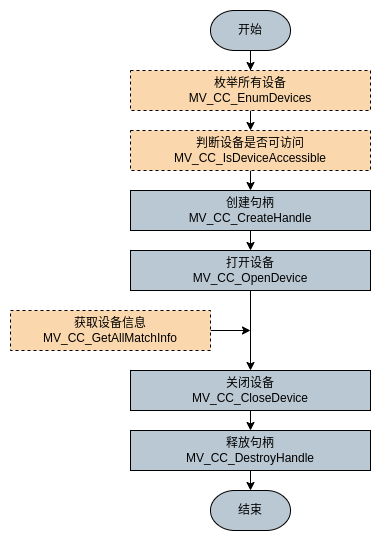 开始
枚举所有设备
MV_CC_EnumDevices
判断设备是否可访问
MV_CC_IsDeviceAccessible
创建句柄
MV_CC_CreateHandle
打开设备
MV_CC_OpenDevice
获取设备信息
MV_CC_GetAllMatchInfo
关闭设备
MV_CC_CloseDevice
释放句柄
MV_CC_DestroyHandle
结束